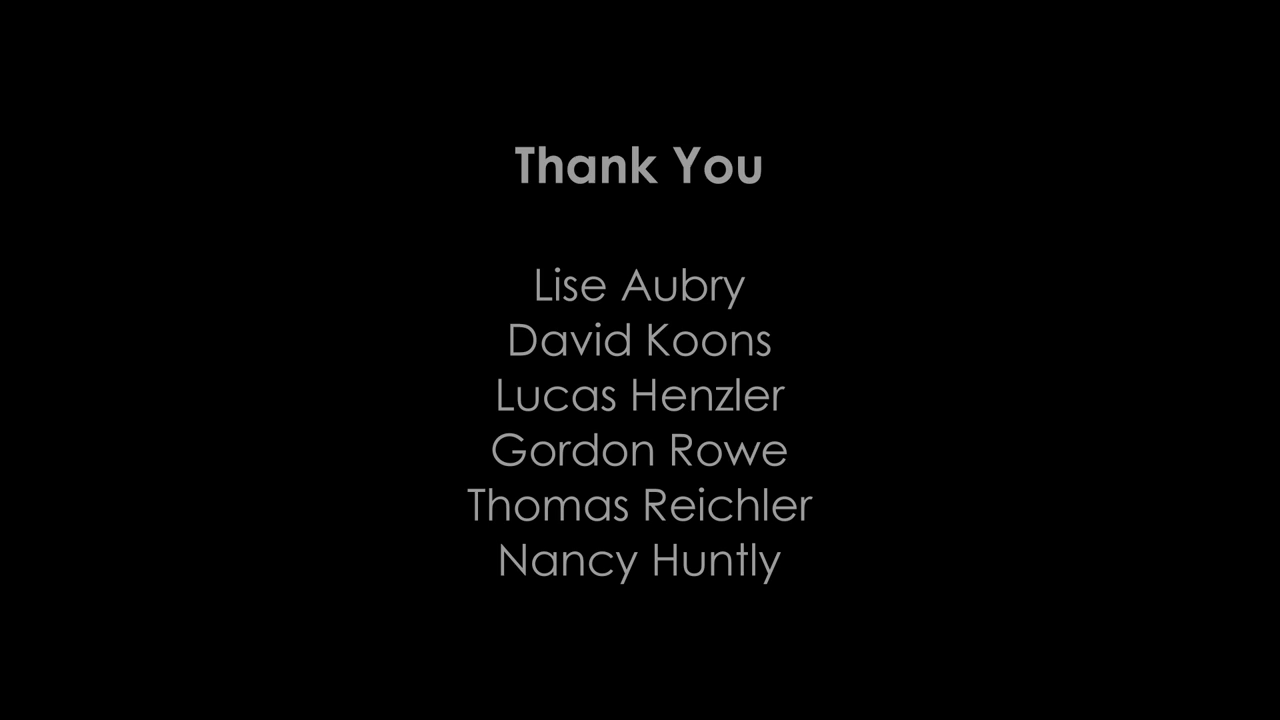 Thank You
Lise Aubry
David Koons
Lucas Henzler
Gordon Rowe
Thomas Reichler
Nancy Huntly